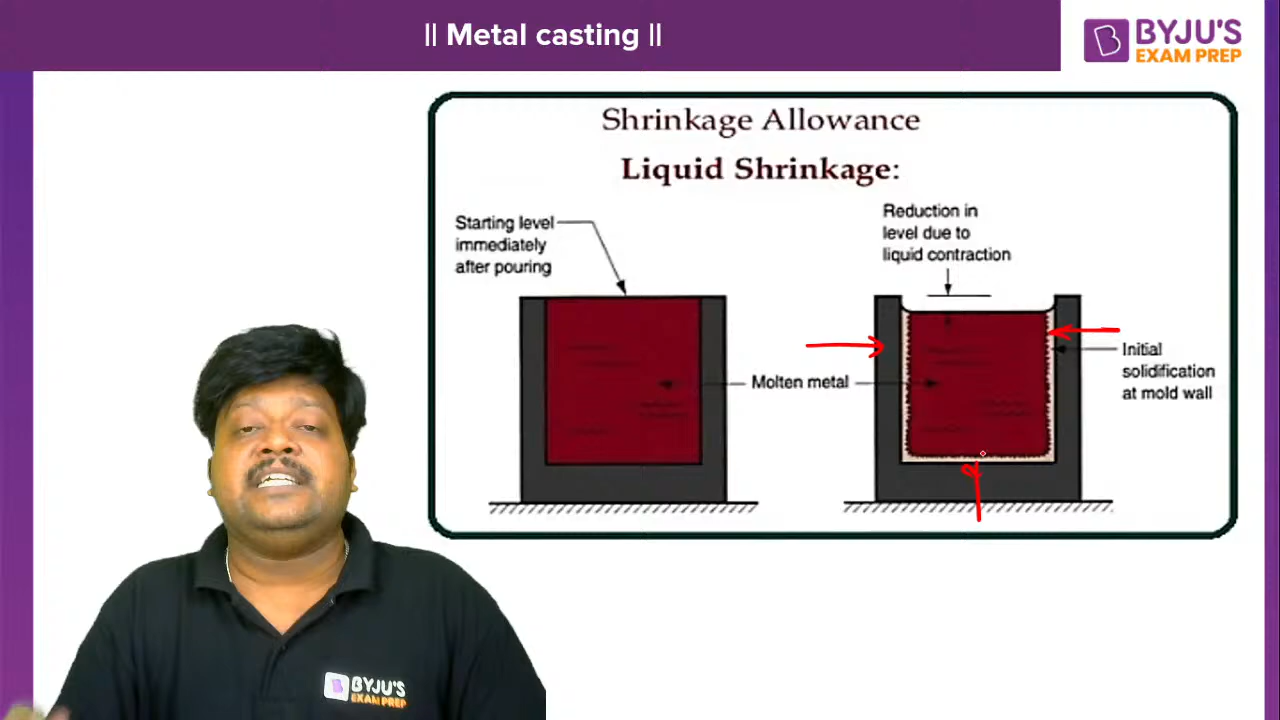 || Metal casting ||
BYJU'S
EXAM PREP
Shrinkage Allowance
Liquid Shrinkage:
Starting level
immediately
after pouring
Reduction in
level due to
liquid contraction
Molten metal
Initial
solidification
at mold wall
BYJU'S
EXAM PREP